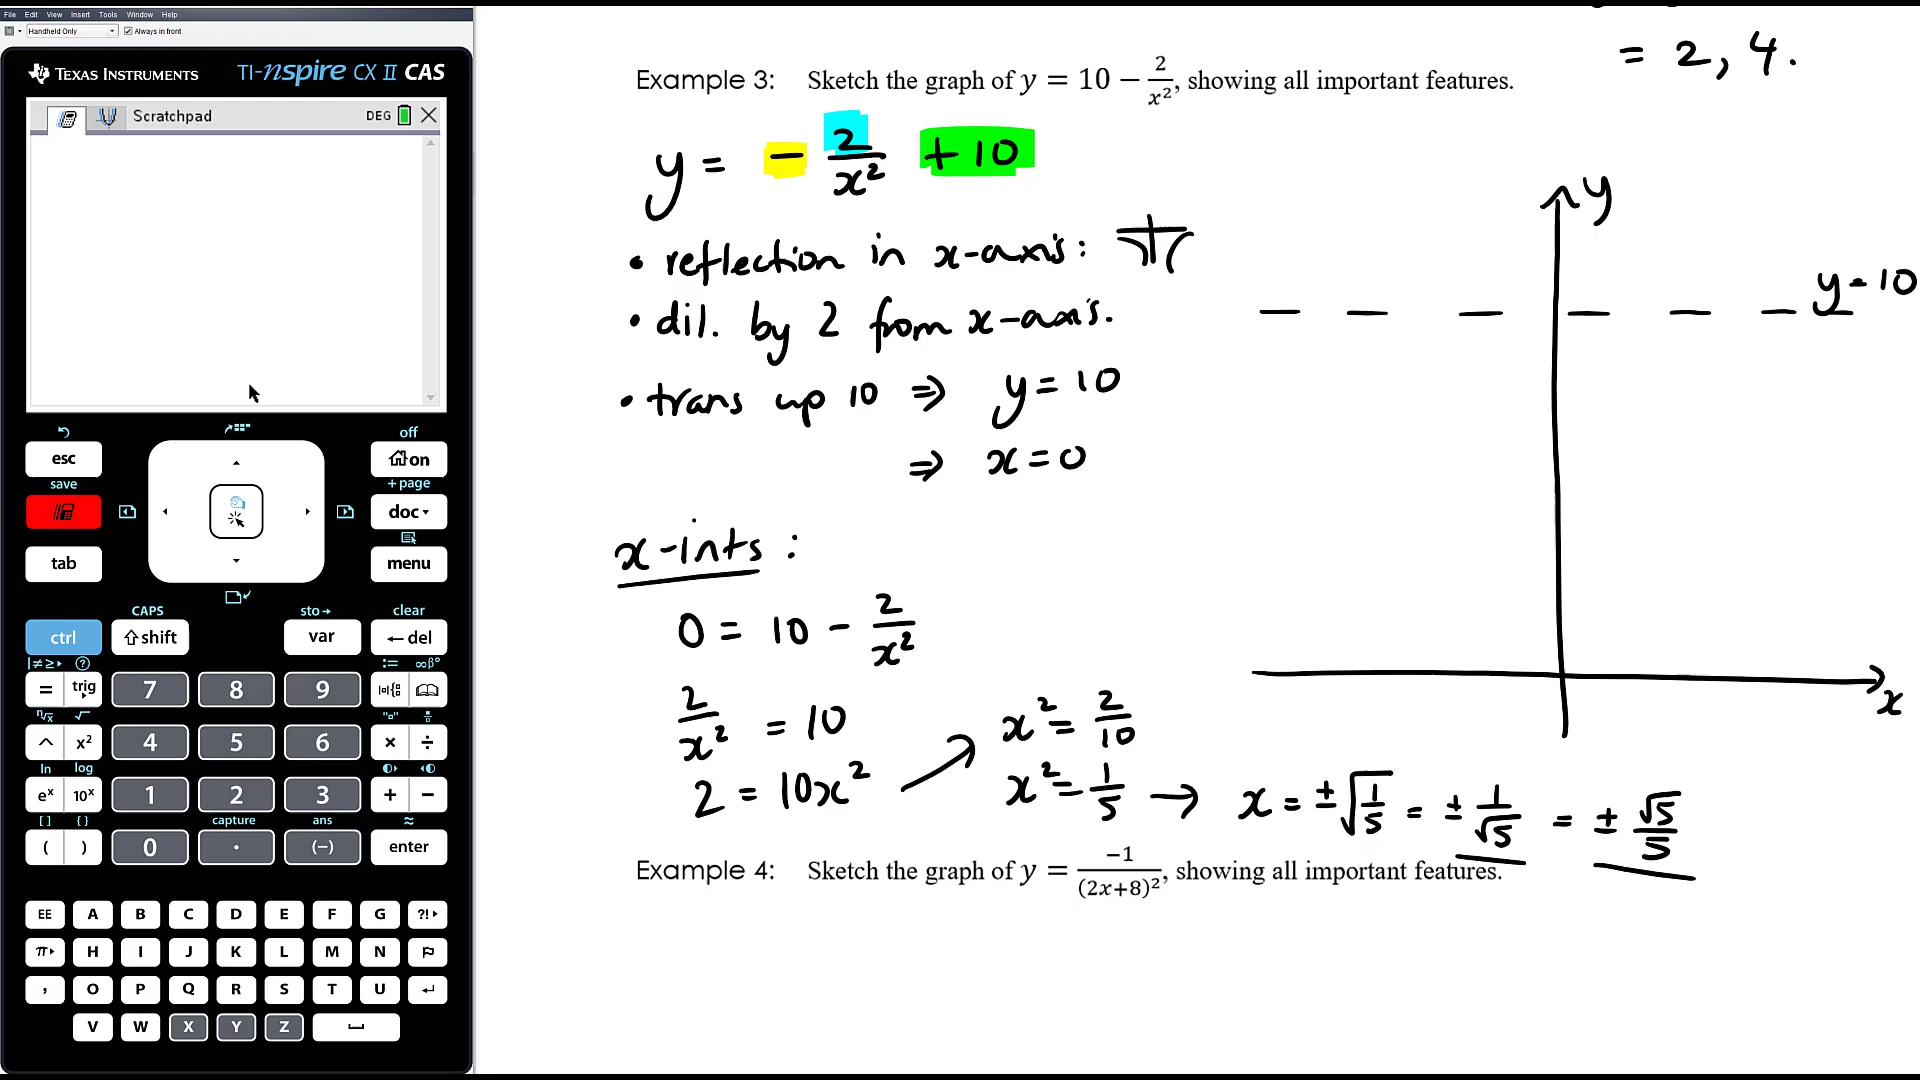 File Edit View Insert Tools Window Help
Handheld Only Always in front
TEXAS INSTRUMENTS TI-nspire CX II CAS
Scratchpad DEG
off
esc on
save +page
doc
tab menu
CAPS sto→ clear
ctrl ⇧shift var ←del
|≠≥▸ ? := ∞β°
= trig 7 8 9
ⁿ√x √
^ x² 4 5 6 × ÷
ln log
eˣ 10ˣ 1 2 3 + −
[ ] { } capture ans ≈
( ) 0 . (−) enter
EE A B C D E F G ?!▸
π▸ H I J K L M N
, O P Q R S T U ↵
V W X Y Z
= 2, 4.
Example 3: Sketch the graph of y = 10 − 2/x², showing all important features.
y = − 2/x² + 10
• reflection in x-axis:
• dil. by 2 from x-axis.
• trans up 10 ⇒ y = 10
⇒ x = 0
x-ints :
0 = 10 − 2/x²
2/x² = 10
2 = 10x²
x² = 2/10
x² = 1/5 → x = ±√(1/5) = ± 1/√5 = ± √5/5
y
y = 10
x
Example 4: Sketch the graph of y = −1/(2x+8)², showing all important features.